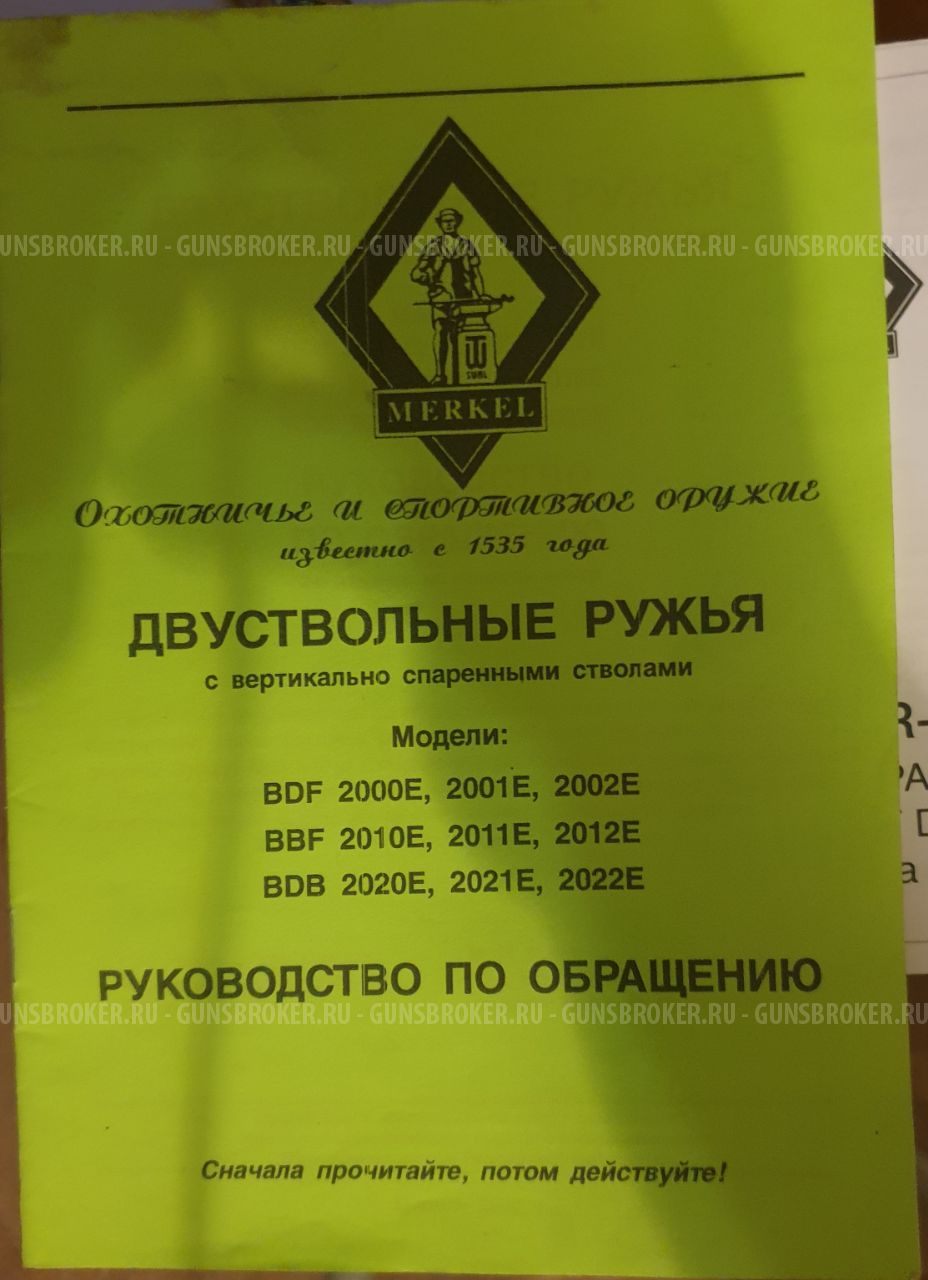 GUNSBROKER.RU - GUNSBROKER.RU - GUNSBROKER.RU - GUNSBROKER.RU - GUNSBROKER.RU
SUHL
MERKEL
Охотничье и спортивное оружие
известно с 1535 года
ДВУСТВОЛЬНЫЕ РУЖЬЯ
с вертикально спаренными стволами
Модели:
BDF 2000E, 2001E, 2002E
BBF 2010E, 2011E, 2012E
BDB 2020E, 2021E, 2022E
РУКОВОДСТВО ПО ОБРАЩЕНИЮ
GUNSBROKER.RU - GUNSBROKER.RU - GUNSBROKER.RU - GUNSBROKER.RU - GUNSBROKER.RU
Сначала прочитайте, потом действуйте!